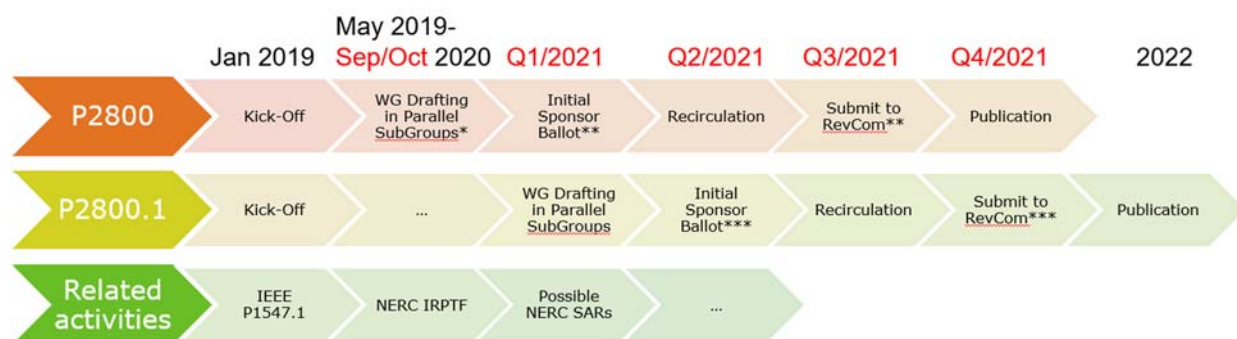 May 2019-
Jan 2019 Sep/Oct 2020 Q1/2021 Q2/2021 Q3/2021 Q4/2021 2022
P2800
Kick-Off
WG Drafting
in Parallel
SubGroups*
Initial
Sponsor
Ballot**
Recirculation
Submit to
RevCom**
Publication
P2800.1
Kick-Off
...
WG Drafting
in Parallel
SubGroups
Initial
Sponsor
Ballot***
Recirculation
Submit to
RevCom***
Publication
Related
activities
IEEE
P1547.1
NERC IRPTF
Possible
NERC SARs
...